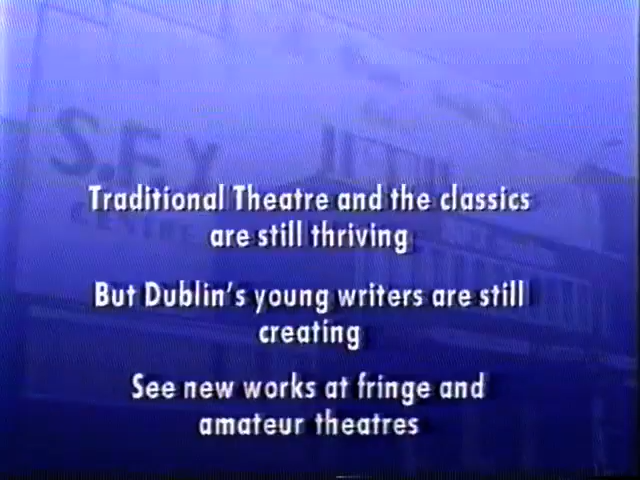 S.F.X
CENTRE
Traditional Theatre and the classics
are still thriving
But Dublin's young writers are still
creating
See new works at fringe and
amateur theatres